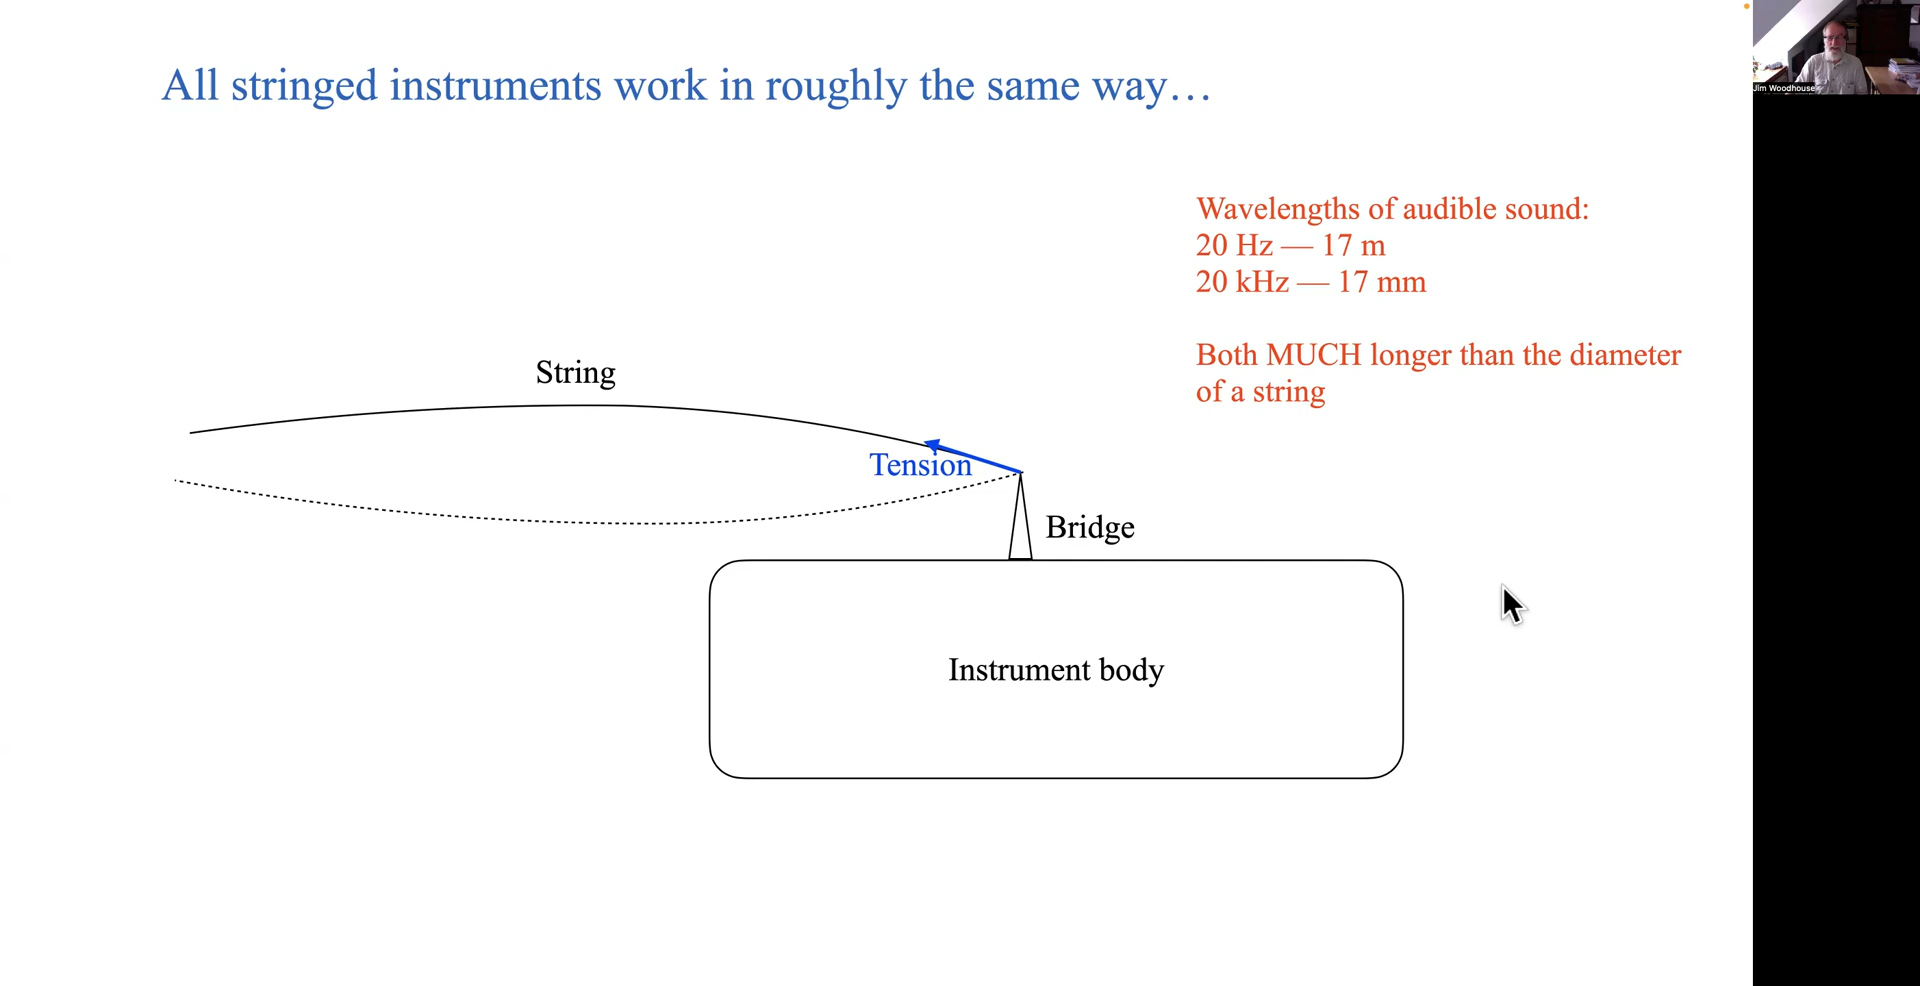 All stringed instruments work in roughly the same way…
Jim Woodhouse
Wavelengths of audible sound:
20 Hz — 17 m
20 kHz — 17 mm
Both MUCH longer than the diameter
of a string
String
Tension
Bridge
Instrument body